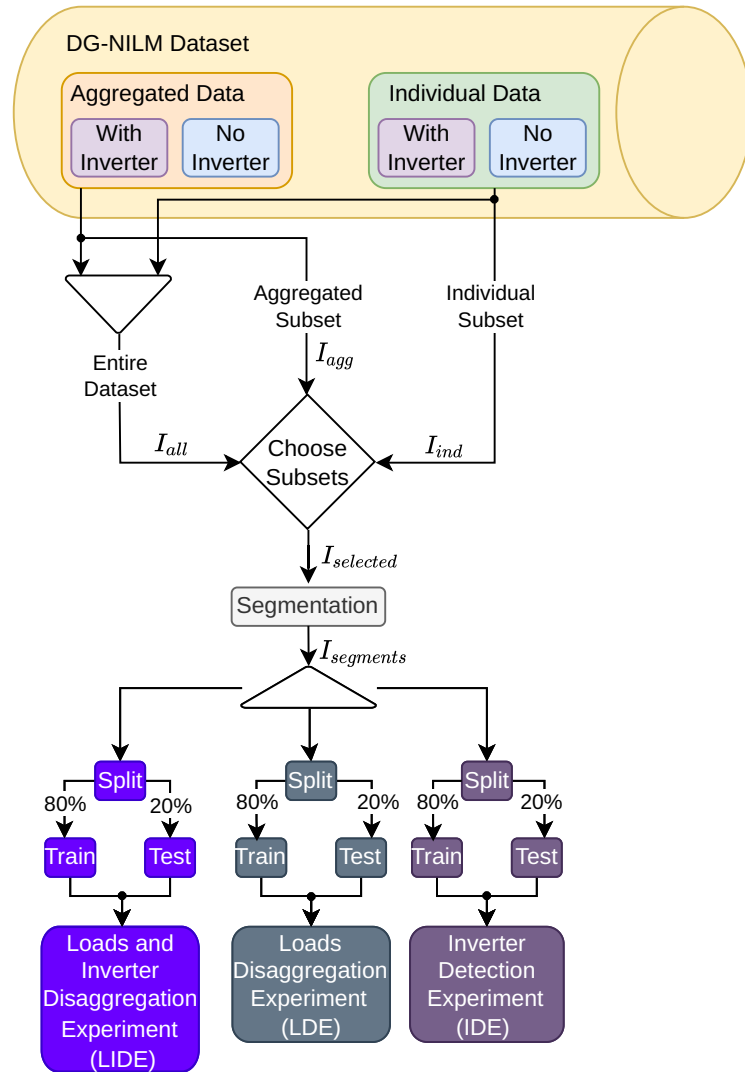 DG-NILM Dataset
Aggregated Data
With
Inverter
No
Inverter
Individual Data
With
Inverter
No
Inverter
Aggregated
Subset
Individual
Subset
I_agg
Entire
Dataset
I_all
Choose
Subsets
I_ind
I_selected
Segmentation
I_segments
Split
80%
20%
Train
Test
Split
80%
20%
Train
Test
Split
80%
20%
Train
Test
Loads and
Inverter
Disaggregation
Experiment
(LIDE)
Loads
Disaggregation
Experiment
(LDE)
Inverter
Detection
Experiment
(IDE)